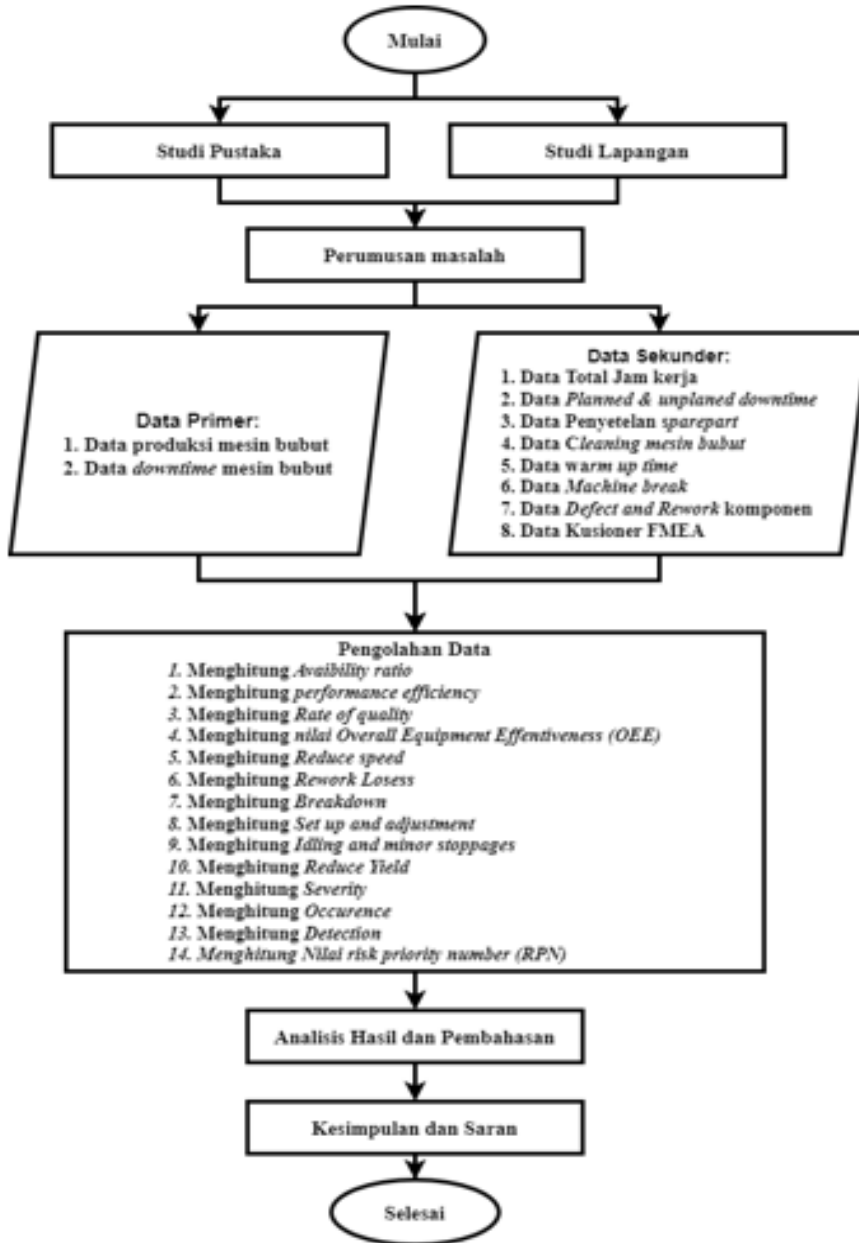 Mulai
Studi Pustaka
Studi Lapangan
Perumusan masalah
Data Primer:
1. Data produksi mesin bubut
2. Data downtime mesin bubut
Data Sekunder:
1. Data Total Jam kerja
2. Data Planned & unplaned downtime
3. Data Penyetelan sparepart
4. Data Cleaning mesin bubut
5. Data warm up time
6. Data Machine break
7. Data Defect and Rework komponen
8. Data Kusioner FMEA
Pengolahan Data
1. Menghitung Avaibility ratio
2. Menghitung performance efficiency
3. Menghitung Rate of quality
4. Menghitung nilai Overall Equipment Effentiveness (OEE)
5. Menghitung Reduce speed
6. Menghitung Rework Losess
7. Menghitung Breakdown
8. Menghitung Set up and adjustment
9. Menghitung Idling and minor stoppages
10. Menghitung Reduce Yield
11. Menghitung Severity
12. Menghitung Occurence
13. Menghitung Detection
14. Menghitung Nilai risk priority number (RPN)
Analisis Hasil dan Pembahasan
Kesimpulan dan Saran
Selesai